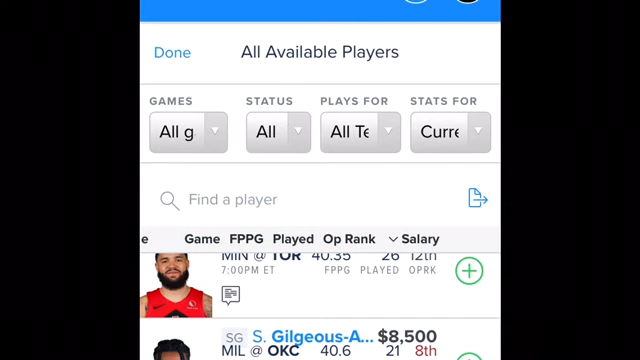 Done All Available Players
GAMES STATUS PLAYS FOR STATS FOR
All g All All Te Curre
Find a player
e Game FPPG Played Op Rank Salary
MIN @ TOR 40.35 26 12th
7:00PM ET FPPG PLAYED OPRK
SG S. Gilgeous-A... $8,500
MIL @ OKC 40.6 21 8th